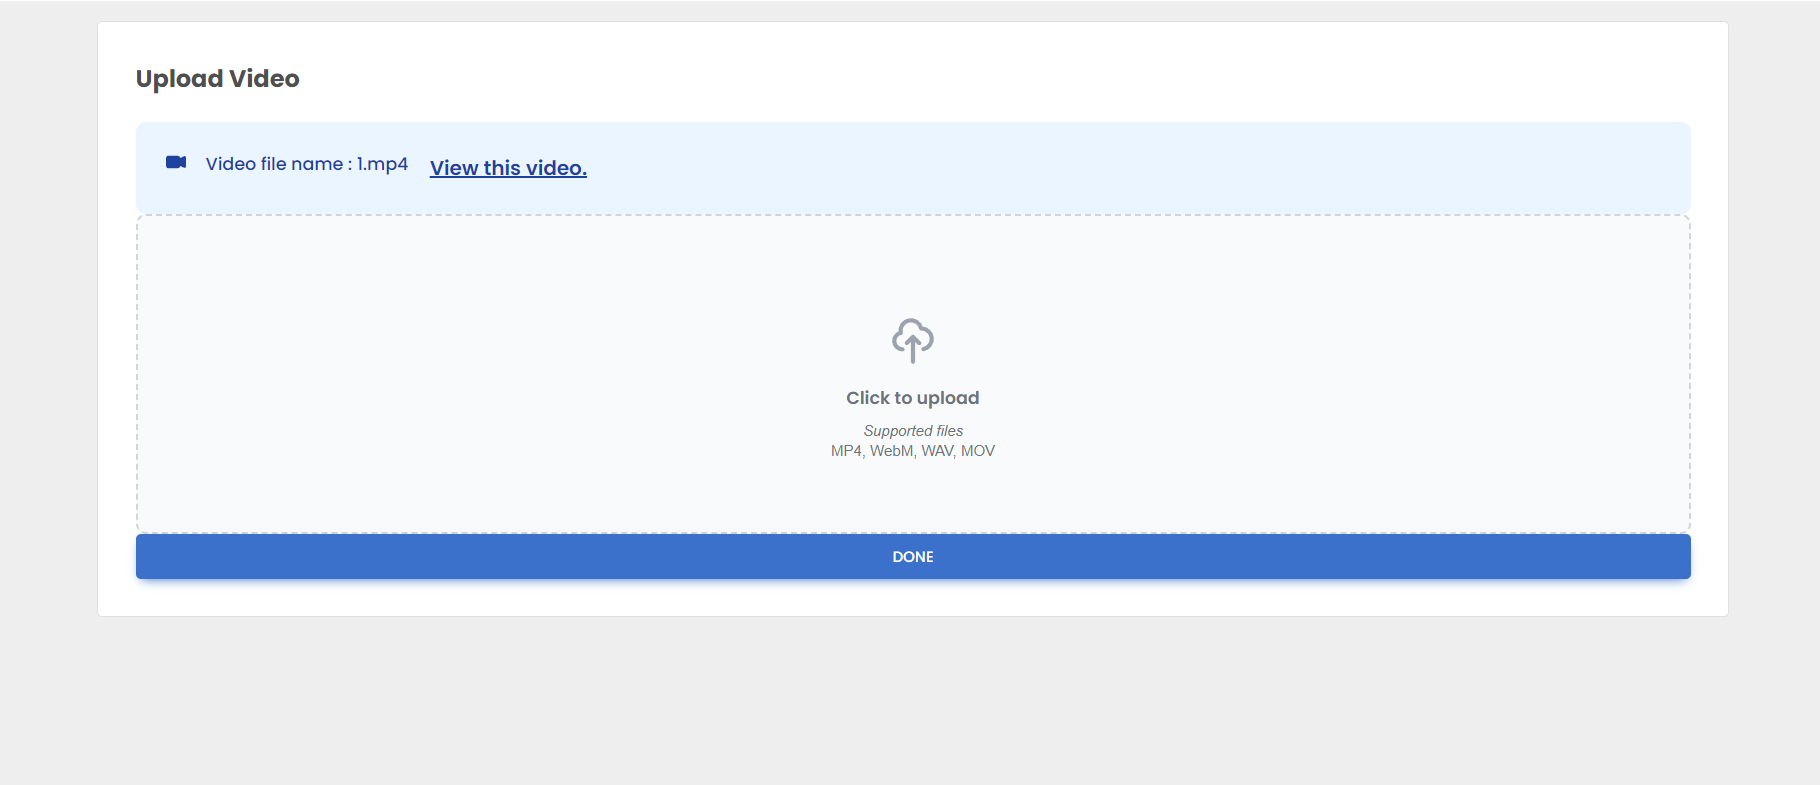 Upload Video
Video file name : 1.mp4 View this video.
Click to upload
Supported files
MP4, WebM, WAV, MOV
DONE